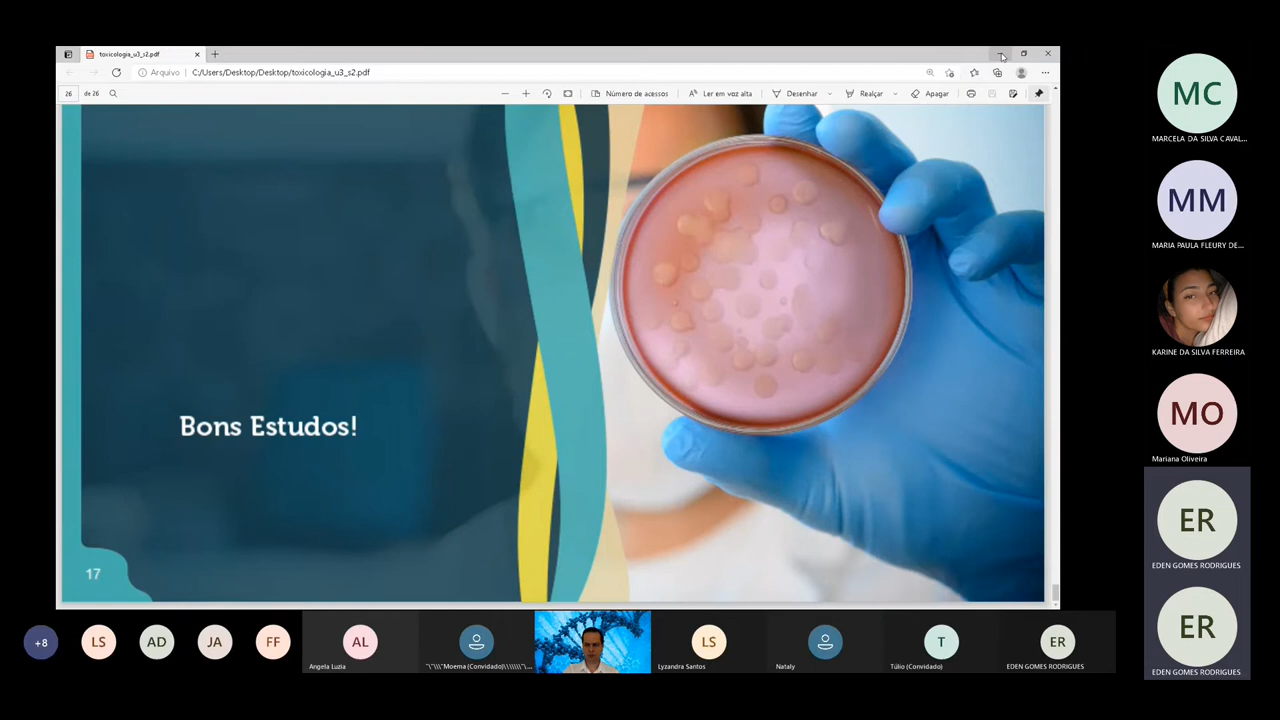 toxicologia_u3_s2.pdf
Arquivo
C:/Users/Desktop/Desktop/toxicologia_u3_s2.pdf
26
de 26
Número de acessos
Ler em voz alta
Desenhar
Realçar
Apagar
Bons Estudos!
17
MC
MARCELA DA SILVA CAVAL...
MM
MARIA PAULA FLEURY DE...
KARINE DA SILVA FERREIRA
MO
Mariana Oliveira
ER
EDEN GOMES RODRIGUES
ER
EDEN GOMES RODRIGUES
+8
LS
AD
JA
FF
AL
Angela Luzia
"\"\\\"Moema (Convidado)\\\\\\\"\...
LS
Lyzandra Santos
Nataly
T
Túlio (Convidado)
ER
EDEN GOMES RODRIGUES